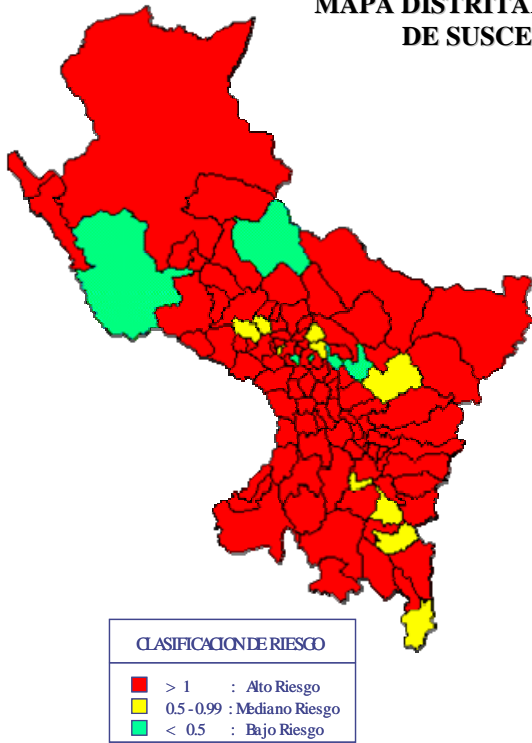 MAPA DISTRITAL
DE SUSCE
CLASIFICACION DE RIESGO
> 1 : Alto Riesgo
0.5 - 0.99 : Mediano Riesgo
< 0.5 : Bajo Riesgo